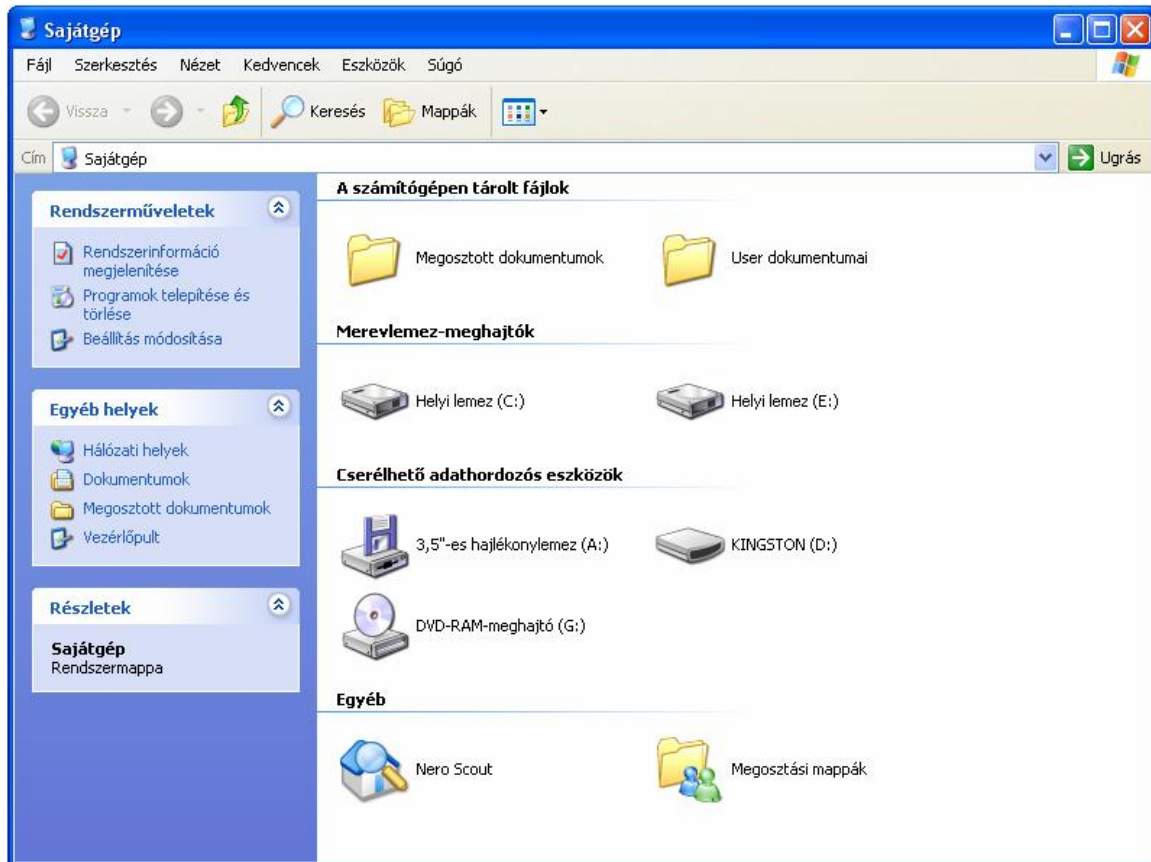 Sajátgép
Fájl Szerkesztés Nézet Kedvencek Eszközök Súgó
Vissza Keresés Mappák
Cím Sajátgép Ugrás
Rendszerműveletek
Rendszerinformáció
megjelenítése
Programok telepítése és
törlése
Beállítás módosítása
Egyéb helyek
Hálózati helyek
Dokumentumok
Megosztott dokumentumok
Vezérlőpult
Részletek
Sajátgép
Rendszermappa
A számítógépen tárolt fájlok
Megosztott dokumentumok
User dokumentumai
Merevlemez-meghajtók
Helyi lemez (C:)
Helyi lemez (E:)
Cserélhető adathordozós eszközök
3,5"-es hajlékonylemez (A:)
KINGSTON (D:)
DVD-RAM-meghajtó (G:)
Egyéb
Nero Scout
Megosztási mappák